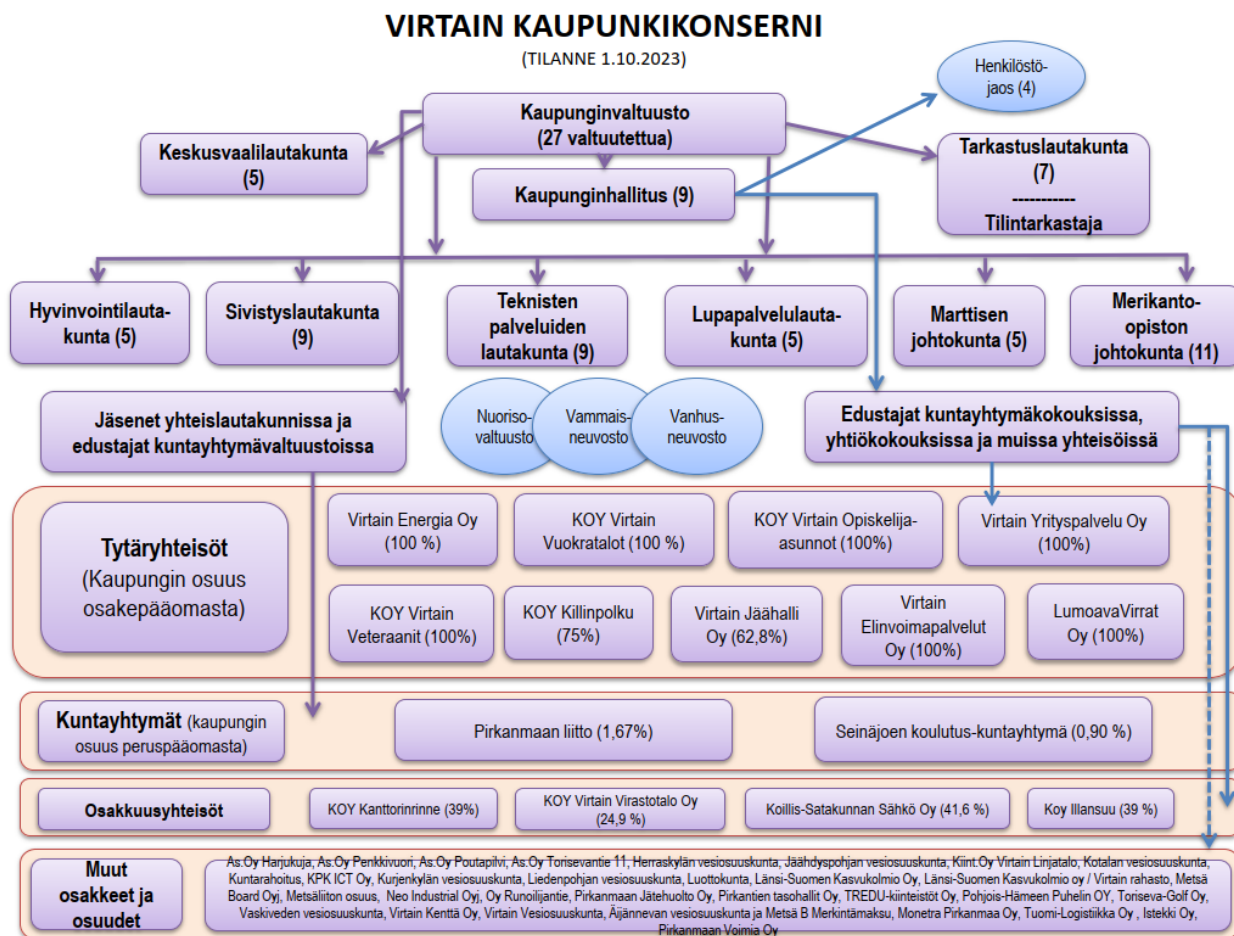 VIRTAIN KAUPUNKIKONSERNI
(TILANNE 1.10.2023)
Henkilöstö-
jaos (4)
Kaupunginvaltuusto
(27 valtuutettua)
Keskusvaalilautakunta
(5)
Tarkastuslautakunta
(7)
-----------
Tilintarkastaja
Kaupunginhallitus (9)
Hyvinvointilauta-
kunta (5)
Sivistyslautakunta
(9)
Teknisten
palveluiden
lautakunta (9)
Lupapalvelulauta-
kunta (5)
Marttisen
johtokunta (5)
Merikanto-
opiston
johtokunta (11)
Jäsenet yhteislautakunnissa ja
edustajat kuntayhtymävaltuustoissa
Nuoriso-
valtuusto
Vammais-
neuvosto
Vanhus-
neuvosto
Edustajat kuntayhtymäkokouksissa,
yhtiökokouksissa ja muissa yhteisöissä
Tytäryhteisöt
(Kaupungin osuus
osakepääomasta)
Virtain Energia Oy
(100 %)
KOY Virtain
Vuokratalot (100 %)
KOY Virtain Opiskelija-
asunnot (100%)
Virtain Yrityspalvelu Oy
(100%)
KOY Virtain
Veteraanit (100%)
KOY Killinpolku
(75%)
Virtain Jäähalli
Oy (62,8%)
Virtain
Elinvoimapalvelut
Oy (100%)
LumoavaVirrat
Oy (100%)
Kuntayhtymät (kaupungin
osuus peruspääomasta)
Pirkanmaan liitto (1,67%)
Seinäjoen koulutus-kuntayhtymä (0,90 %)
Osakkuusyhteisöt
KOY Kanttorinrinne (39%)
KOY Virtain Virastotalo Oy
(24,9 %)
Koillis-Satakunnan Sähkö Oy (41,6 %)
Koy Illansuu (39 %)
Muut
osakkeet ja
osuudet
As.Oy Harjukuja, As.Oy Penkkivuori, As.Oy Poutapilvi, As.Oy Torisevantie 11, Herraskylän vesiosuuskunta, Jäähdyspohjan vesiosuuskunta, Kiint.Oy Virtain Linjatalo, Kotalan vesiosuuskunta,
Kuntarahoitus, KPK ICT Oy, Kurjenkylän vesiosuuskunta, Liedenpohjan vesiosuuskunta, Luottokunta, Länsi-Suomen Kasvukolmio Oy, Länsi-Suomen Kasvukolmio oy / Virtain rahasto, Metsä
Board Oyj, Metsäliiton osuus, Neo Industrial Oyj, Oy Runoilijantie, Pirkanmaan Jätehuolto Oy, Pirkantien tasohallit Oy, TREDU-kiinteistöt Oy, Pohjois-Hämeen Puhelin OY, Toriseva-Golf Oy,
Vaskiveden vesiosuuskunta, Virtain Kenttä Oy, Virtain Vesiosuuskunta, Äijännevan vesiosuuskunta ja Metsä B Merkintämaksu, Monetra Pirkanmaa Oy, Tuomi-Logistiikka Oy , Istekki Oy,
Pirkanmaan Voimia Oy